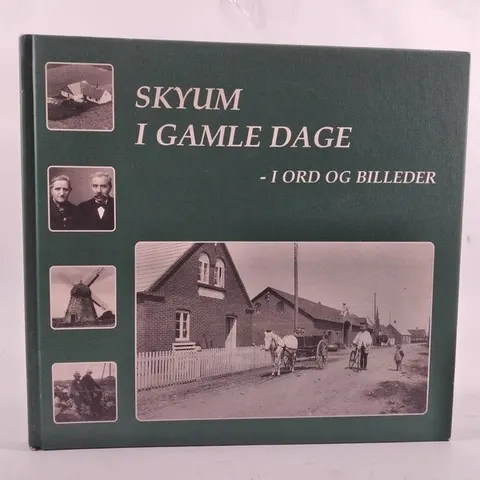 SKYUM
I GAMLE DAGE
- I ORD OG BILLEDER